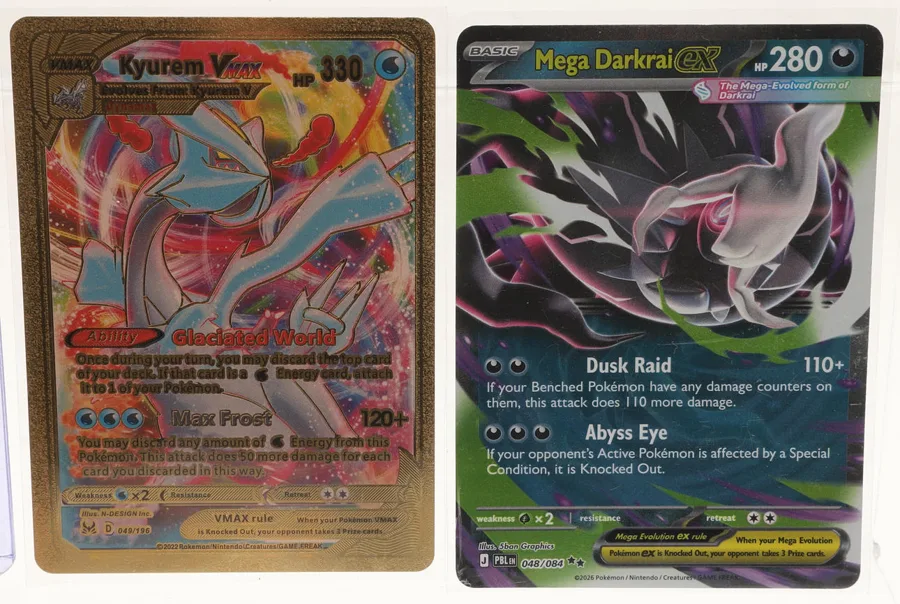 VMAX
Kyurem VMAX
HP 330
Evolves from Kyurem V
Ability
Glaciated World
Once during your turn, you may discard the top card
of your deck. If that card is a Energy card, attach
it to 1 of your Pokémon.
Max Frost 120+
You may discard any amount of Energy from this
Pokémon. This attack does 50 more damage for each
card you discarded in this way.
Weakness ×2 Resistance Retreat
Illus. N-DESIGN Inc.
D 049/196
VMAX rule When your Pokémon VMAX
is Knocked Out, your opponent takes 3 Prize cards.
©2022 Pokémon/Nintendo/Creatures/GAME FREAK
BASIC
Mega Darkrai ex
HP 280
The Mega-Evolved form of
Darkrai
Dusk Raid 110+
If your Benched Pokémon have any damage counters on
them, this attack does 110 more damage.
Abyss Eye
If your opponent's Active Pokémon is affected by a Special
Condition, it is Knocked Out.
weakness ×2 resistance retreat
Illus. 5ban Graphics
J PBL EN 048/084
Mega Evolution ex rule When your Mega Evolution
Pokémon ex is Knocked Out, your opponent takes 3 Prize cards.
©2026 Pokémon / Nintendo / Creatures / GAME FREAK